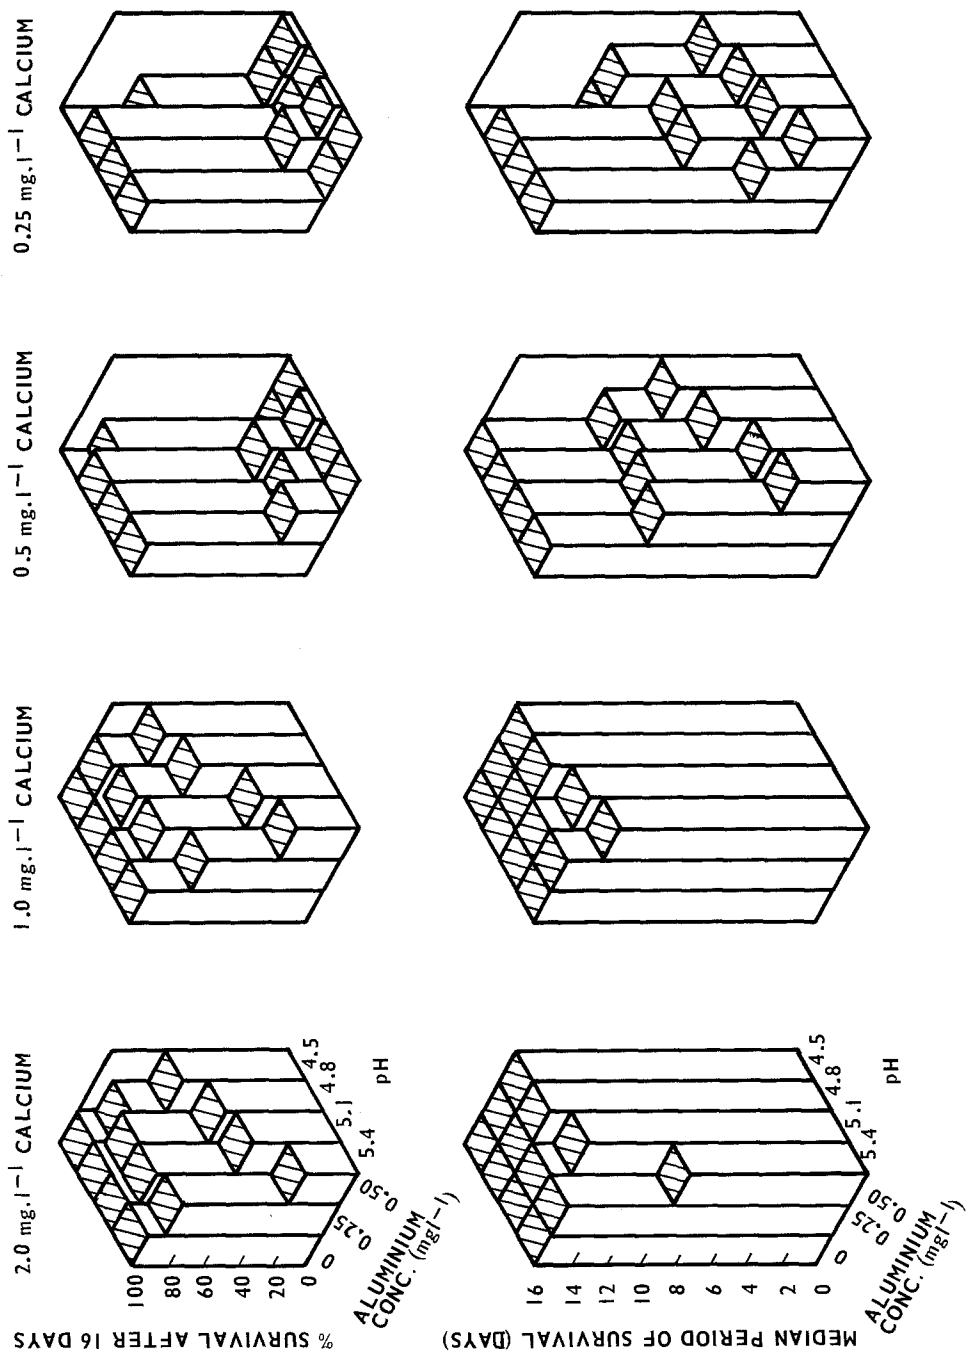 2.0 mg.l⁻¹ CALCIUM
1.0 mg.l⁻¹ CALCIUM
0.5 mg.l⁻¹ CALCIUM
0.25 mg.l⁻¹ CALCIUM
% SURVIVAL AFTER 16 DAYS
100
80
60
40
20
0
ALUMINIUM
CONC. (mgl⁻¹)
0
0.25
0.50
5.4
5.1
4.8
4.5
pH
MEDIAN PERIOD OF SURVIVAL (DAYS)
16
14
12
10
8
6
4
2
0
ALUMINIUM
CONC. (mgl⁻¹)
0
0.25
0.50
5.4
5.1
4.8
4.5
pH